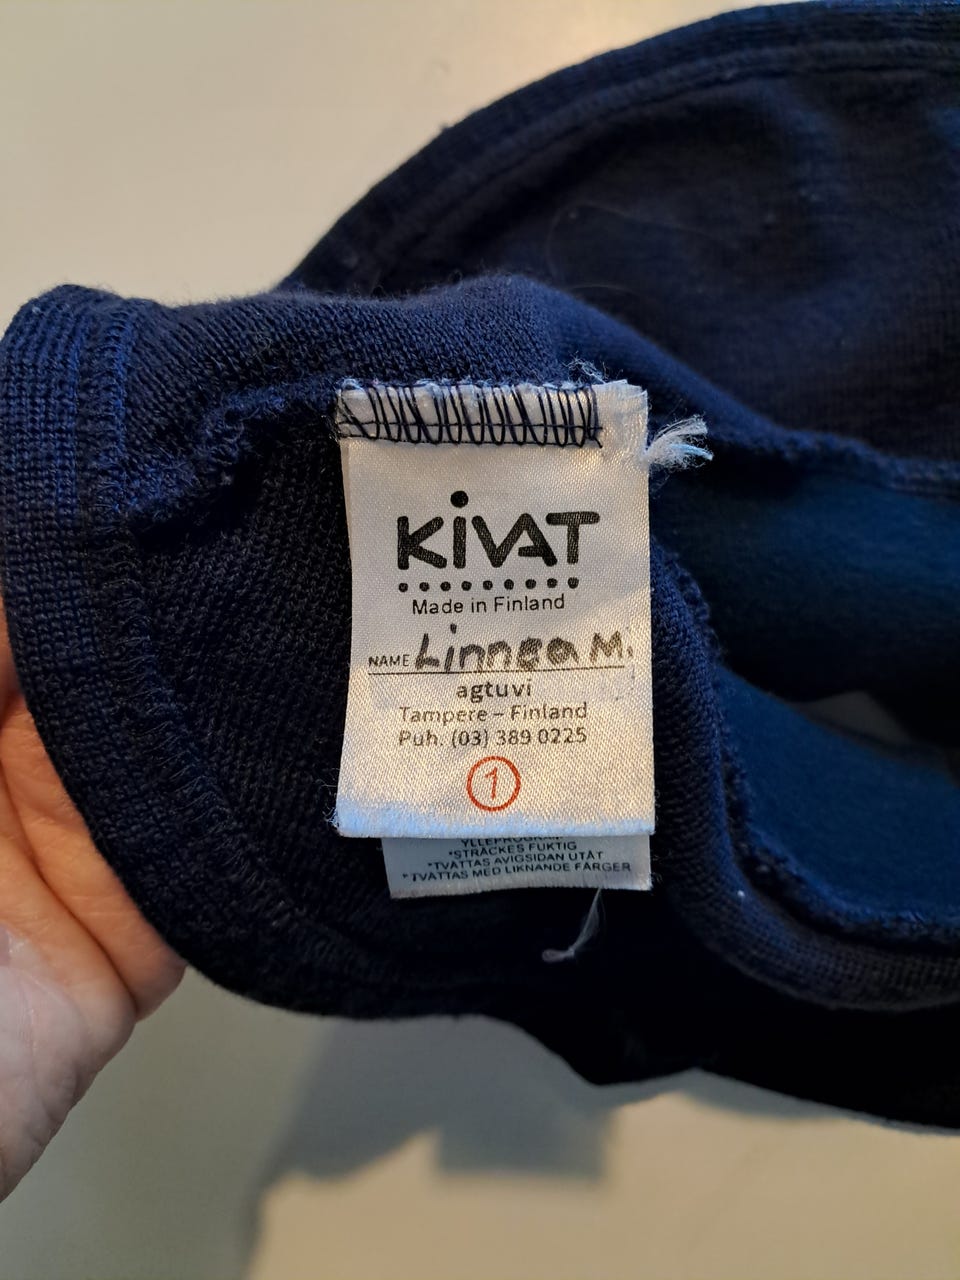 KiVAT
Made in Finland
NAME Linnea M.
agtuvi
Tampere – Finland
Puh. (03) 389 0225
1
YLLEPROGRAM
*STRÄCKES FUKTIG
*TVÄTTAS AVIGSIDAN UTÅT
*TVÄTTAS MED LIKNANDE FÄRGER